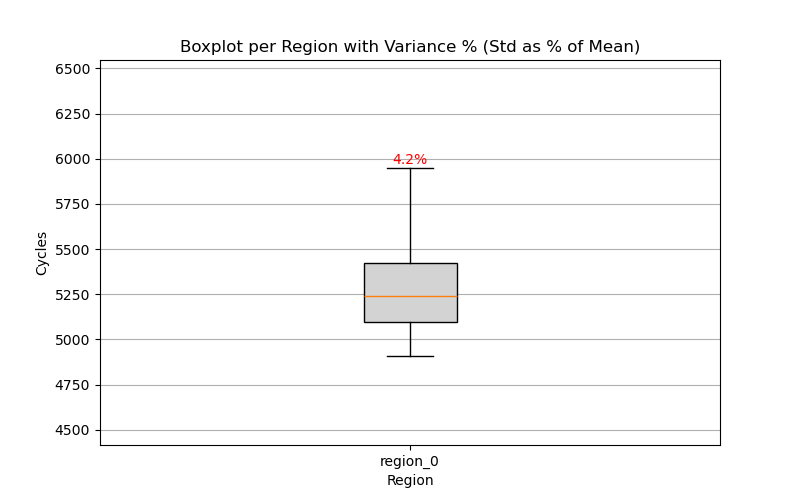 Boxplot per Region with Variance % (Std as % of Mean)
6500
6250
6000
5750
5500
5250
5000
4750
4500
Cycles
4.2%
region_0
Region